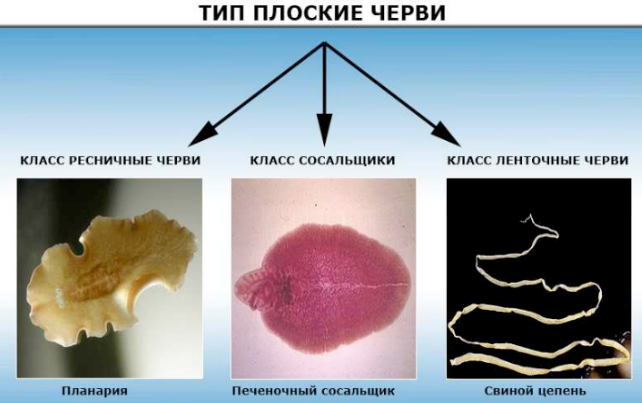 ТИП ПЛОСКИЕ ЧЕРВИ
КЛАСС РЕСНИЧНЫЕ ЧЕРВИ
КЛАСС СОСАЛЬЩИКИ
КЛАСС ЛЕНТОЧНЫЕ ЧЕРВИ
Планария
Печеночный сосальщик
Свиной цепень